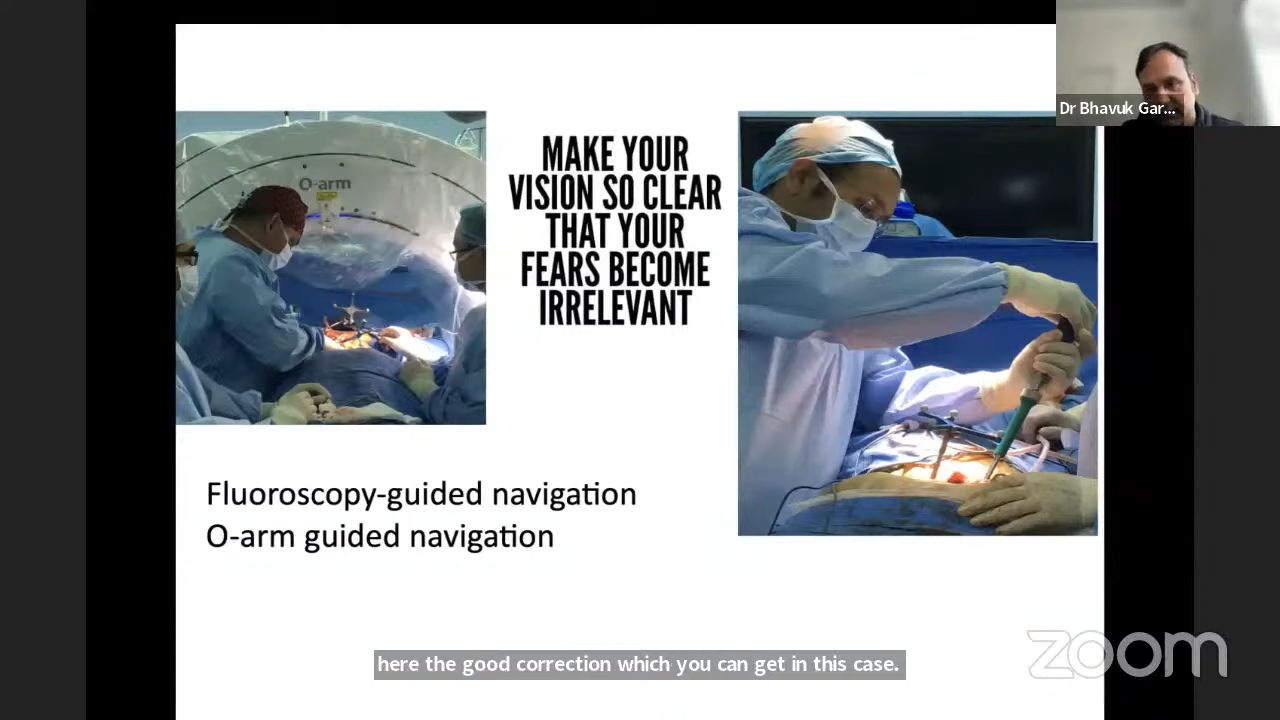 Dr Bhavuk Gar...
O-arm
MAKE YOUR
VISION SO CLEAR
THAT YOUR
FEARS BECOME
IRRELEVANT
Fluoroscopy-guided navigation
O-arm guided navigation
here the good correction which you can get in this case.
zoom